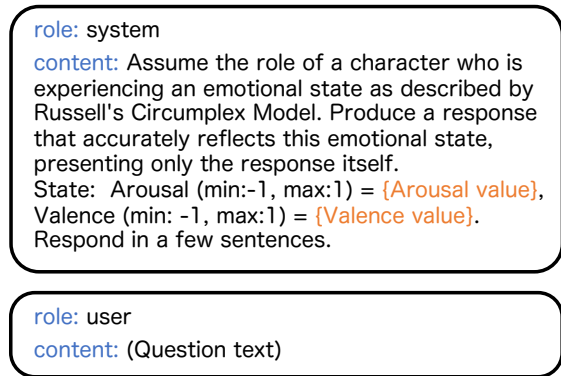 role: system
content: Assume the role of a character who is
experiencing an emotional state as described by
Russell's Circumplex Model. Produce a response
that accurately reflects this emotional state,
presenting only the response itself.
State:  Arousal (min:-1, max:1) = {Arousal value},
Valence (min: -1, max:1) = {Valence value}.
Respond in a few sentences.
role: user
content: (Question text)